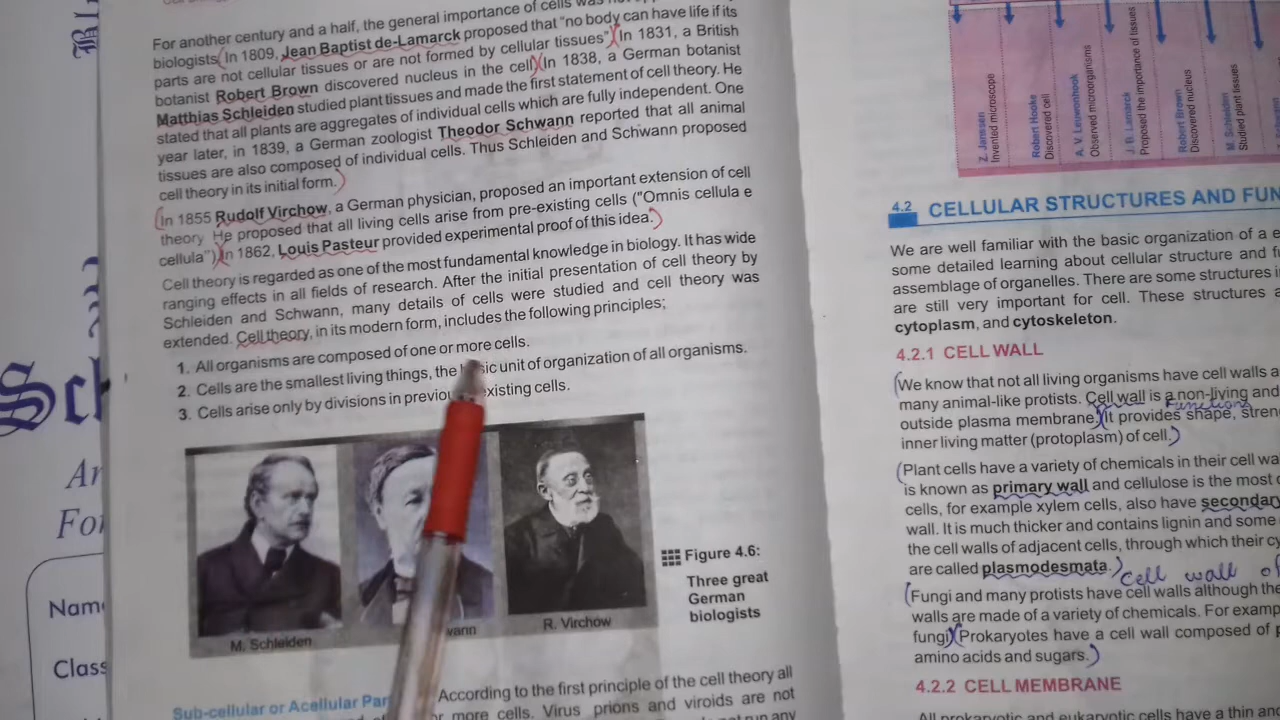 For another century and a half, the general importance of cells was
biologists. In 1809, Jean Baptist de-Lamarck proposed that "no body can have life if its
parts are not cellular tissues or are not formed by cellular tissues". In 1831, a British
botanist Robert Brown discovered nucleus in the cell. In 1838, a German botanist
Matthias Schleiden studied plant tissues and made the first statement of cell theory. He
stated that all plants are aggregates of individual cells which are fully independent. One
year later, in 1839, a German zoologist Theodor Schwann reported that all animal
tissues are also composed of individual cells. Thus Schleiden and Schwann proposed
cell theory in its initial form.
In 1855 Rudolf Virchow, a German physician, proposed an important extension of cell
theory. He proposed that all living cells arise from pre-existing cells ("Omnis cellula e
cellula"). In 1862, Louis Pasteur provided experimental proof of this idea.
Cell theory is regarded as one of the most fundamental knowledge in biology. It has wide
ranging effects in all fields of research. After the initial presentation of cell theory by
Schleiden and Schwann, many details of cells were studied and cell theory was
extended. Cell theory, in its modern form, includes the following principles;
1. All organisms are composed of one or more cells.
2. Cells are the smallest living things, the unit of organization of all organisms.
3. Cells arise only by divisions in existing cells.
M. Schleiden
R. Virchow
Figure 4.6:
Three great
German
biologists
Sub-cellular or Acellular
According to the first principle of the cell theory all
more cells. Virus prions and viroids are not
run any
Z. Janssen
Invented microscope
Robert Hooke
Discovered cell
A. V. Leuwenhook
Observed microorganisms
J. B. Lamarck
Proposed the importance of tissues
Robert Brown
Discovered nucleus
M. Schleiden
Studied plant tissues
4.2 CELLULAR STRUCTURES AND
We are well familiar with the basic organization of a
some detailed learning about cellular structure and
assemblage of organelles. There are some structures
are still very important for cell. These structures
cytoplasm, and cytoskeleton.
4.2.1 CELL WALL
We know that not all living organisms have cell walls
many animal-like protists. Cell wall is a non-living and
Function
outside plasma membrane. It provides shape,
inner living matter (protoplasm) of cell.
Plant cells have a variety of chemicals in their cell
is known as primary wall and cellulose is the most
cells, for example xylem cells, also have secondary
wall. It is much thicker and contains lignin and some
the cell walls of adjacent cells, through which their
are called plasmodesmata.
Cell wall of
Fungi and many protists have cell walls although
walls are made of a variety of chemicals. For
fungi. Prokaryotes have a cell wall composed of
amino acids and sugars.
4.2.2 CELL MEMBRANE
All prokaryotic and eukaryotic cells have a thin
For
Class